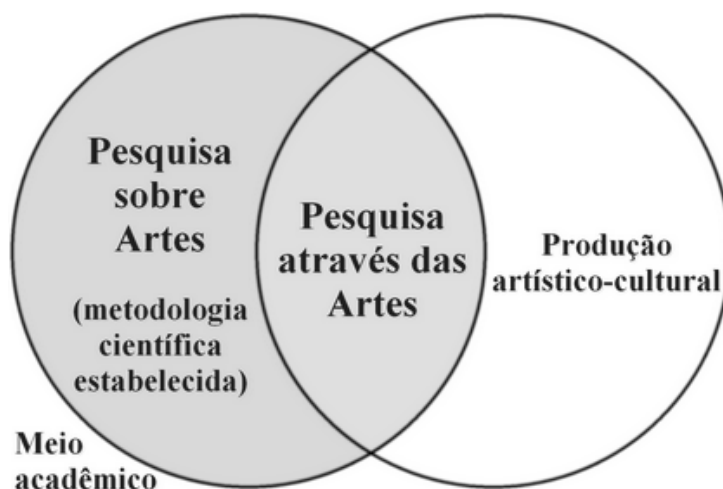 Pesquisa
sobre
Artes
(metodologia
científica
estabelecida)
Pesquisa
através das
Artes
Produção
artístico-cultural
Meio
acadêmico